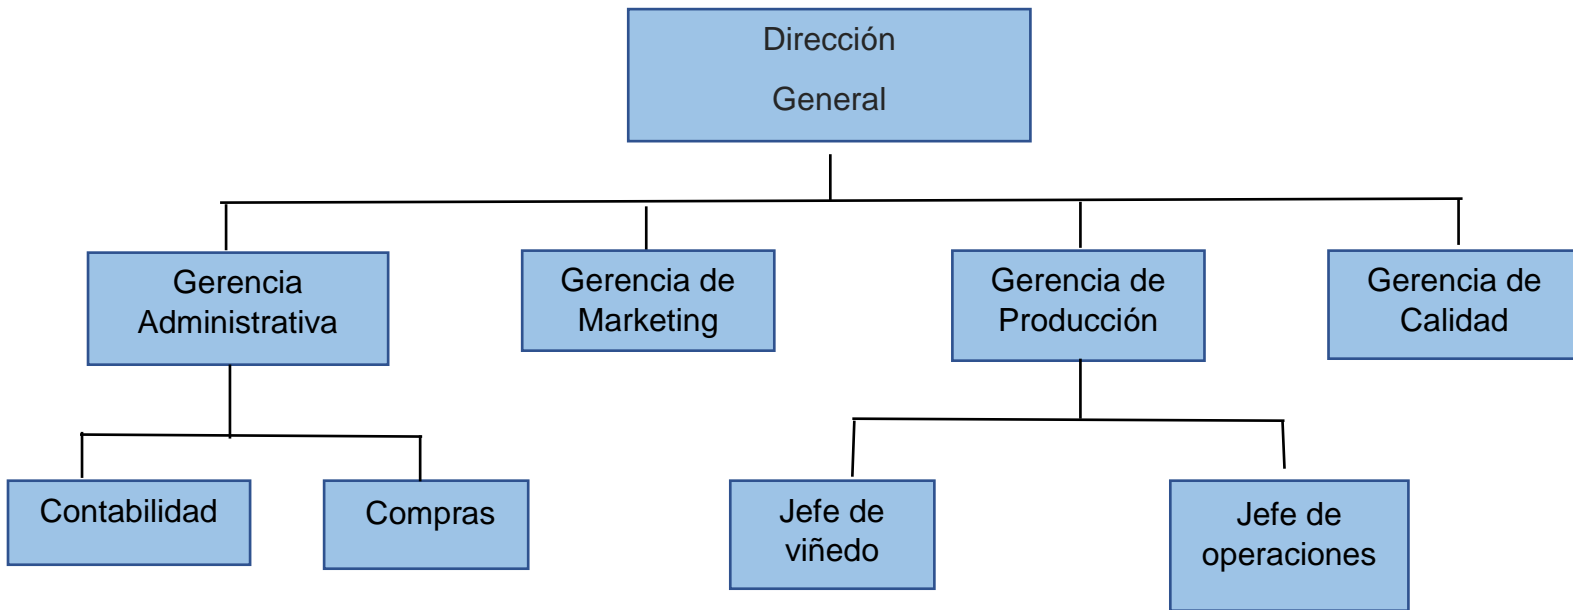 Dirección
General
Gerencia
Administrativa
Gerencia de
Marketing
Gerencia de
Producción
Gerencia de
Calidad
Contabilidad
Compras
Jefe de
viñedo
Jefe de
operaciones